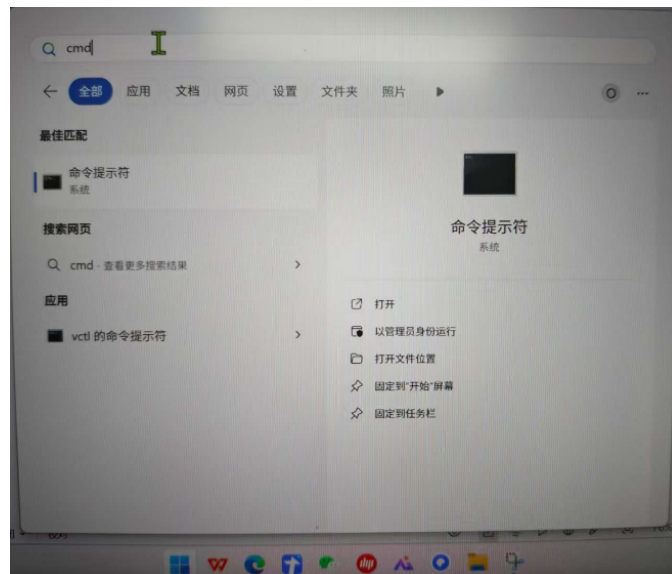 cmd
全部 应用 文档 网页 设置 文件夹 照片
O
最佳匹配
命令提示符
系统
搜索网页
cmd - 查看更多搜索结果
应用
vctl 的命令提示符
命令提示符
系统
打开
以管理员身份运行
打开文件位置
固定到"开始"屏幕
固定到任务栏